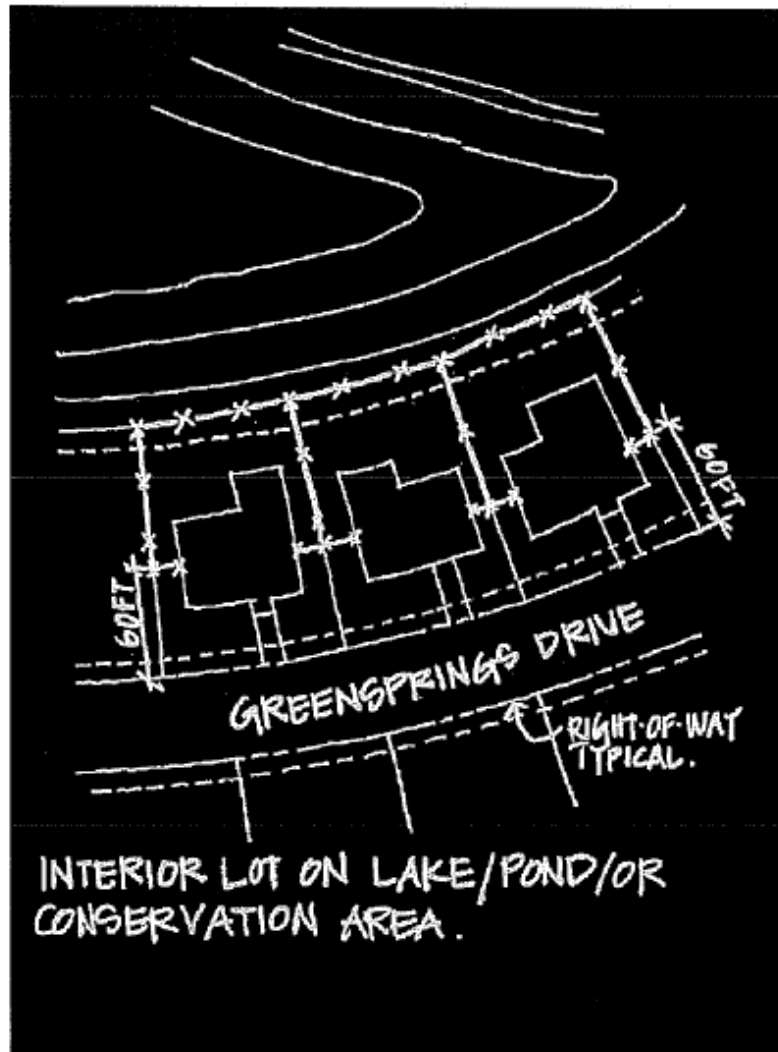 60FT
60FT
GREENSPRINGS DRIVE
RIGHT-OF-WAY
TYPICAL.
INTERIOR LOT ON LAKE/POND/OR
CONSERVATION AREA.